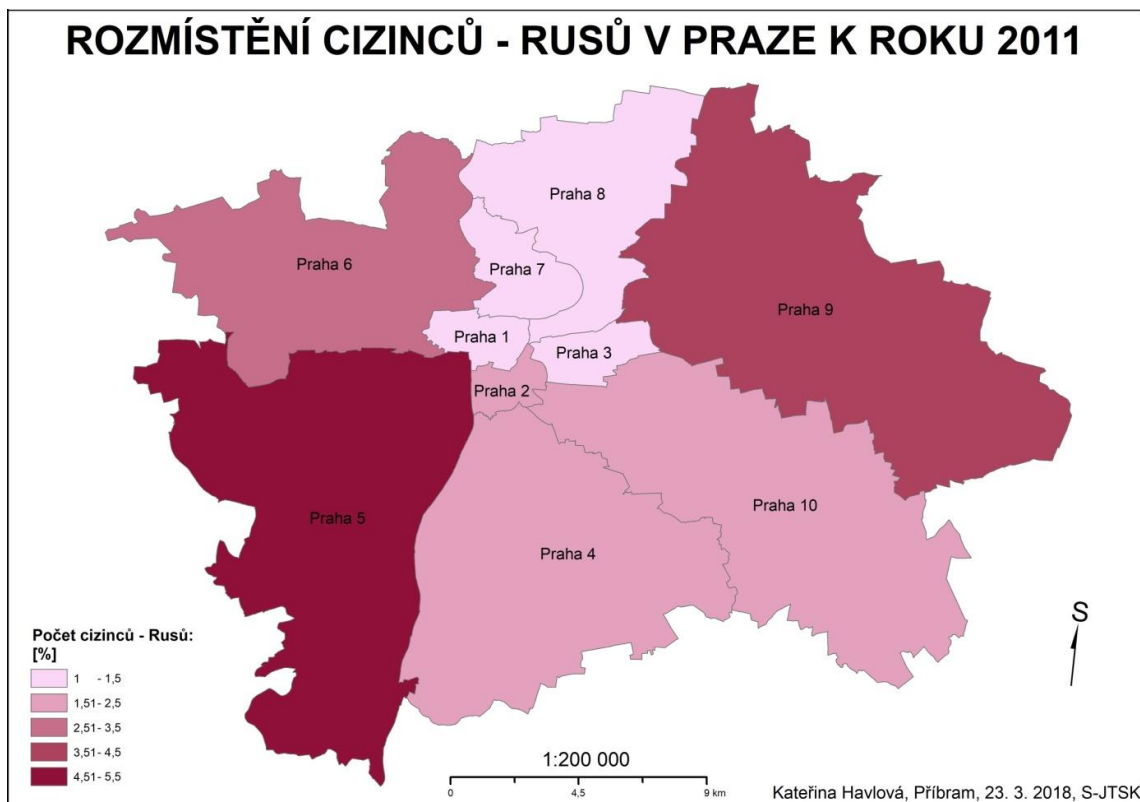 ROZMÍSTĚNÍ CIZINCŮ - RUSŮ V PRAZE K ROKU 2011
Praha 8
Praha 6
Praha 7
Praha 9
Praha 1
Praha 3
Praha 2
Praha 5
Praha 10
Praha 4
S
Počet cizinců - Rusů:
[%]
1 - 1,5
1,51 - 2,5
2,51 - 3,5
3,51 - 4,5
4,51 - 5,5
1:200 000
0 4,5 9 km
Kateřina Havlová, Příbram, 23. 3. 2018, S-JTSK